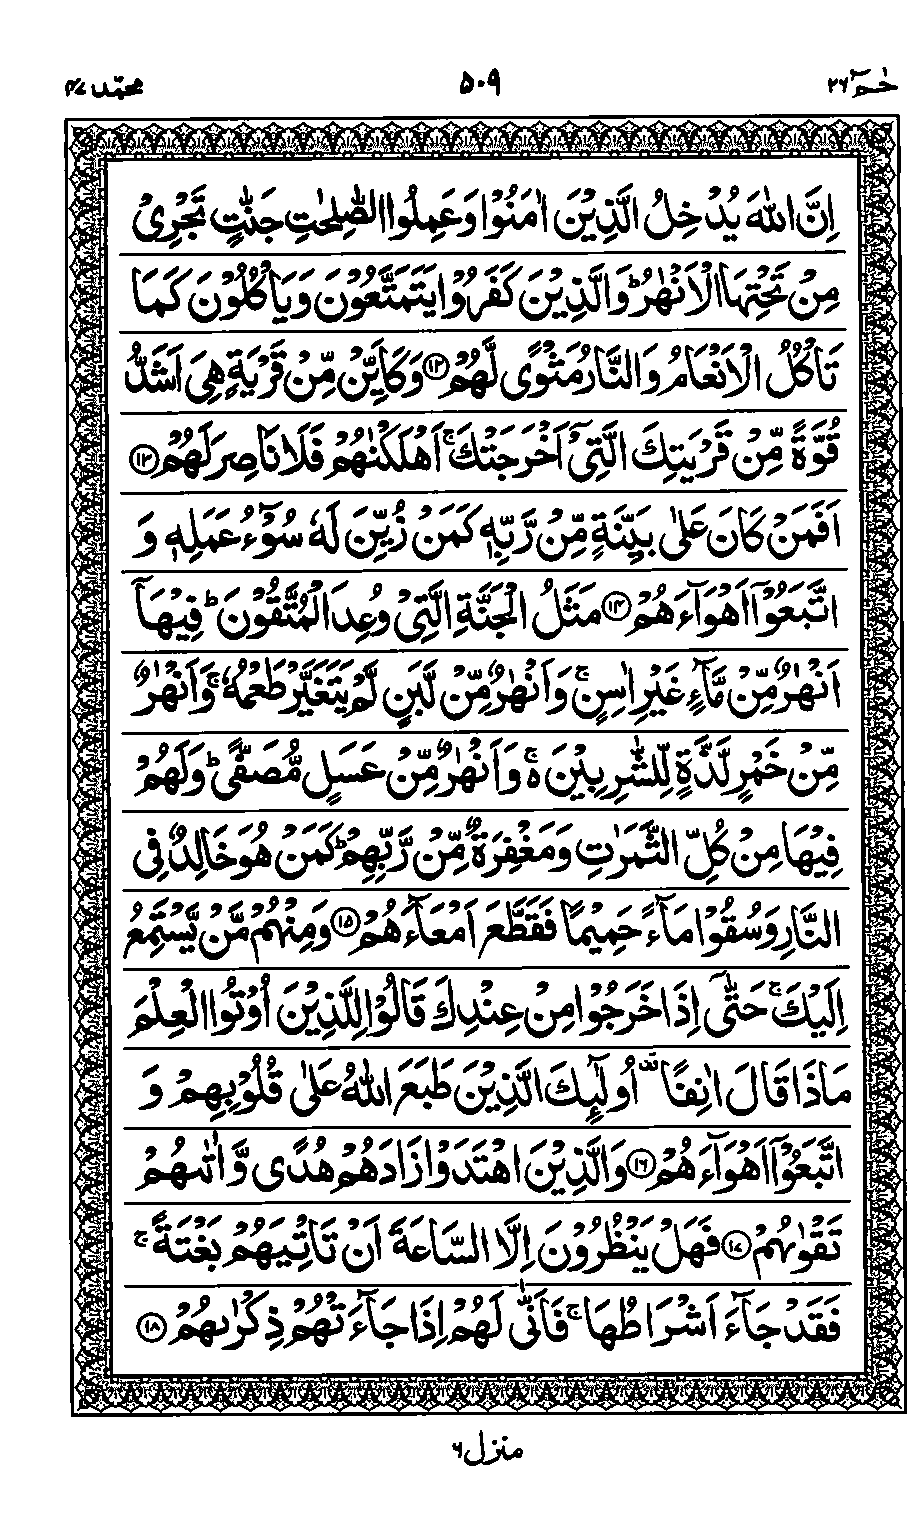 حٰمٓ ۲۶
۵۰۹
محمّد ۴۷
اِنَّ اللّٰهَ يُدْخِلُ الَّذِيْنَ اٰمَنُوْا وَعَمِلُوا الصّٰلِحٰتِ جَنّٰتٍ تَجْرِيْ
مِنْ تَحْتِهَا الْاَنْهٰرُ ؕ وَالَّذِيْنَ كَفَرُوْا يَتَمَتَّعُوْنَ وَيَاْكُلُوْنَ كَمَا
تَاْكُلُ الْاَنْعَامُ وَالنَّارُ مَثْوًى لَّهُمْ ﴿۱۲﴾ وَكَاَيِّنْ مِّنْ قَرْيَةٍ هِيَ اَشَدُّ
قُوَّةً مِّنْ قَرْيَتِكَ الَّتِيْٓ اَخْرَجَتْكَ ۚ اَهْلَكْنٰهُمْ فَلَا نَاصِرَ لَهُمْ ﴿۱۳﴾
اَفَمَنْ كَانَ عَلٰى بَيِّنَةٍ مِّنْ رَّبِّهٖ كَمَنْ زُيِّنَ لَهٗ سُوْٓءُ عَمَلِهٖ وَ
اتَّبَعُوْٓا اَهْوَآءَهُمْ ﴿۱۴﴾ مَثَلُ الْجَنَّةِ الَّتِيْ وُعِدَ الْمُتَّقُوْنَ ؕ فِيْهَآ
اَنْهٰرٌ مِّنْ مَّآءٍ غَيْرِ اٰسِنٍ ۚ وَاَنْهٰرٌ مِّنْ لَّبَنٍ لَّمْ يَتَغَيَّرْ طَعْمُهٗ ۚ وَاَنْهٰرٌ
مِّنْ خَمْرٍ لَّذَّةٍ لِّلشّٰرِبِيْنَ ۚ۬ وَاَنْهٰرٌ مِّنْ عَسَلٍ مُّصَفًّى ؕ وَلَهُمْ
فِيْهَا مِنْ كُلِّ الثَّمَرٰتِ وَمَغْفِرَةٌ مِّنْ رَّبِّهِمْ ؕ كَمَنْ هُوَ خَالِدٌ فِي
النَّارِ وَسُقُوْا مَآءً حَمِيْمًا فَقَطَّعَ اَمْعَآءَهُمْ ﴿۱۵﴾ وَمِنْهُمْ مَّنْ يَّسْتَمِعُ
اِلَيْكَ ۚ حَتّٰٓى اِذَا خَرَجُوْا مِنْ عِنْدِكَ قَالُوْا لِلَّذِيْنَ اُوْتُوا الْعِلْمَ
مَاذَا قَالَ اٰنِفًا ۫ اُولٰٓئِكَ الَّذِيْنَ طَبَعَ اللّٰهُ عَلٰى قُلُوْبِهِمْ وَ
اتَّبَعُوْٓا اَهْوَآءَهُمْ ﴿۱۶﴾ وَالَّذِيْنَ اهْتَدَوْا زَادَهُمْ هُدًى وَّاٰتٰىهُمْ
تَقْوٰىهُمْ ﴿۱۷﴾ فَهَلْ يَنْظُرُوْنَ اِلَّا السَّاعَةَ اَنْ تَاْتِيَهُمْ بَغْتَةً ۚ
فَقَدْ جَآءَ اَشْرَاطُهَا ۚ فَاَنّٰى لَهُمْ اِذَا جَآءَتْهُمْ ذِكْرٰىهُمْ ﴿۱۸﴾
منزل ۶